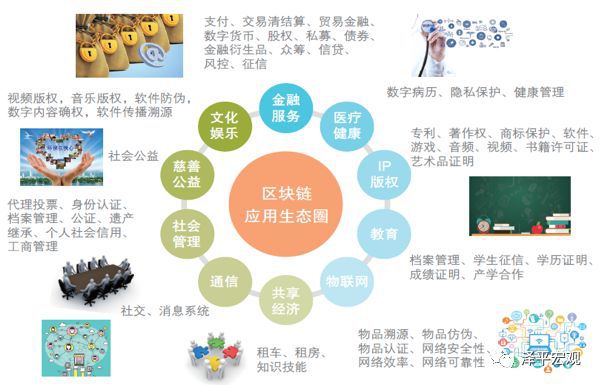 支付、交易清结算、贸易金融、
数字货币、股权、私募、债券、
金融衍生品、众筹、信贷、
风控、征信
视频版权，音乐版权，软件防伪，
数字内容确权，软件传播溯源
数字病历、隐私保护、健康管理
社会公益
专利、著作权、商标保护、软件、
游戏、音频、视频、书籍许可证、
艺术品证明
代理投票、身份认证、
档案管理、公证、遗产
继承、个人社会信用、
工商管理
档案管理、学生征信、学历证明、
成绩证明、产学合作
社交、消息系统
租车、租房、
知识技能
物品溯源、物品仿伪、
物品认证、网络安全性、
网络效率、网络可靠性
区块链
应用生态圈
金融
服务
医疗
健康
IP
版权
教育
物联网
共享
经济
通信
社会
管理
慈善
公益
文化
娱乐
泽平宏观